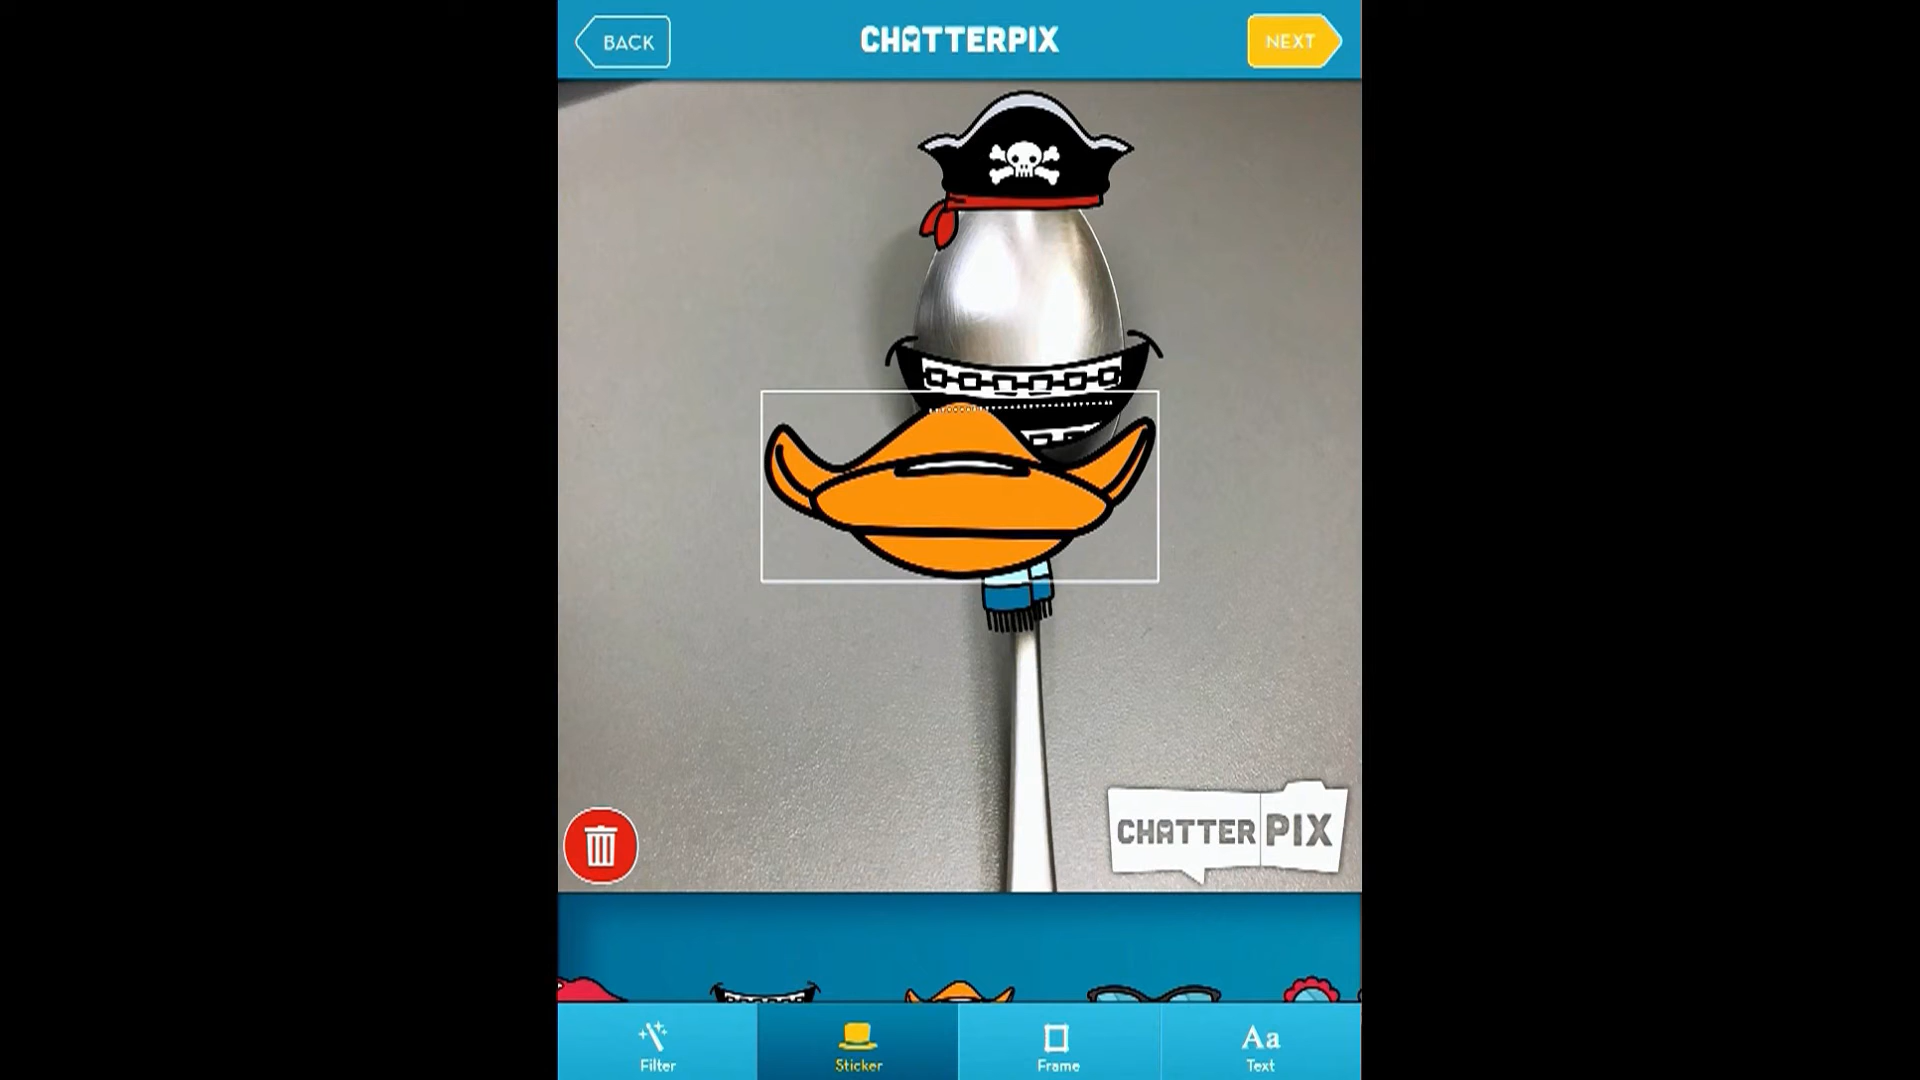 BACK
CHATTERPIX
NEXT
CHATTER PIX
Filter
Sticker
Frame
Aa
Text